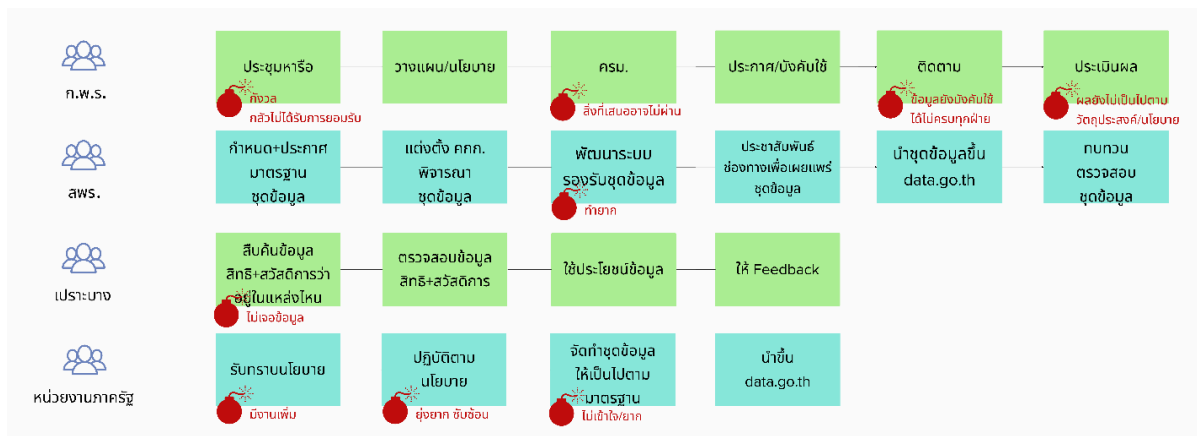 ก.พ.ร.
ประชุมหารือ
กังวล
กลัวไม่ได้รับการยอมรับ
วางแผน/นโยบาย
ครม.
สิ่งที่เสนออาจไม่ผ่าน
ประกาศ/บังคับใช้
ติดตาม
ข้อมูลยังบังคับใช้
ได้ไม่ครบทุกฝ่าย
ประเมินผล
ผลยังไม่เป็นไปตาม
วัตถุประสงค์/นโยบาย
สพร.
กำหนด+ประกาศ
มาตรฐาน
ชุดข้อมูล
แต่งตั้ง คกก.
พิจารณา
ชุดข้อมูล
พัฒนาระบบ
รองรับชุดข้อมูล
ทำยาก
ประชาสัมพันธ์
ช่องทางเพื่อเผยแพร่
ชุดข้อมูล
นำชุดข้อมูลขึ้น
data.go.th
ทบทวน
ตรวจสอบ
ชุดข้อมูล
เปราะบาง
สืบค้นข้อมูล
สิทธิ+สวัสดิการว่า
อยู่ในแหล่งไหน
ไม่เจอข้อมูล
ตรวจสอบข้อมูล
สิทธิ+สวัสดิการ
ใช้ประโยชน์ข้อมูล
ให้ Feedback
หน่วยงานภาครัฐ
รับทราบนโยบาย
มีงานเพิ่ม
ปฏิบัติตาม
นโยบาย
ยุ่งยาก ซับซ้อน
จัดทำชุดข้อมูล
ให้เป็นไปตาม
มาตรฐาน
ไม่เข้าใจ/ยาก
นำขึ้น
data.go.th